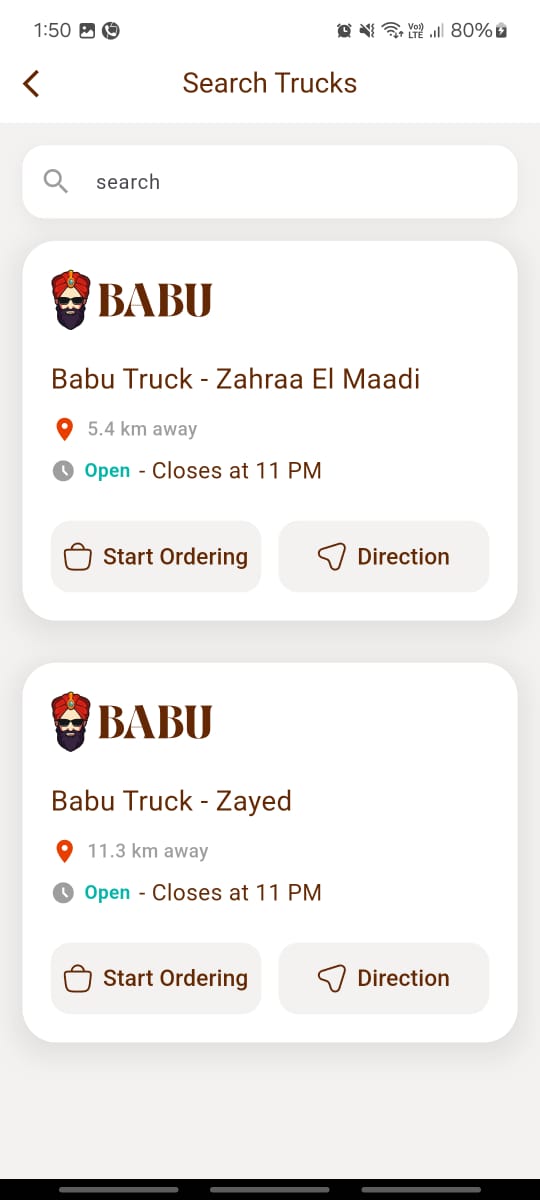 1:50
Vo)) LTE 80%
Search Trucks
search
BABU
Babu Truck - Zahraa El Maadi
5.4 km away
Open - Closes at 11 PM
Start Ordering
Direction
BABU
Babu Truck - Zayed
11.3 km away
Open - Closes at 11 PM
Start Ordering
Direction